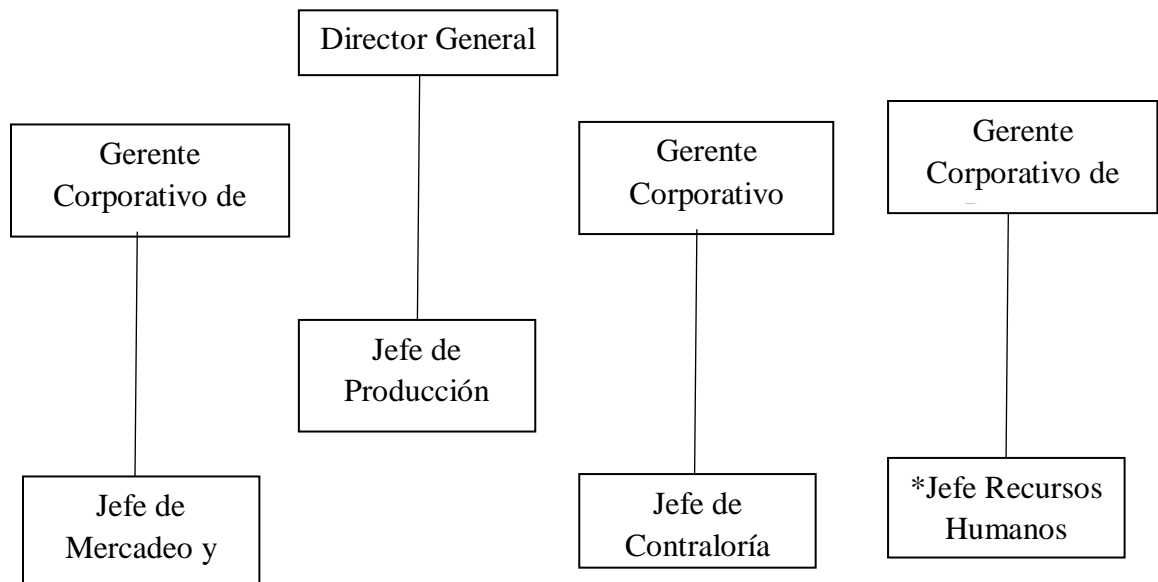 Director General
Gerente
Corporativo de
Gerente
Corporativo
Gerente
Corporativo de
Jefe de
Producción
Jefe de
Mercadeo y
Jefe de
Contraloría
*Jefe Recursos
Humanos